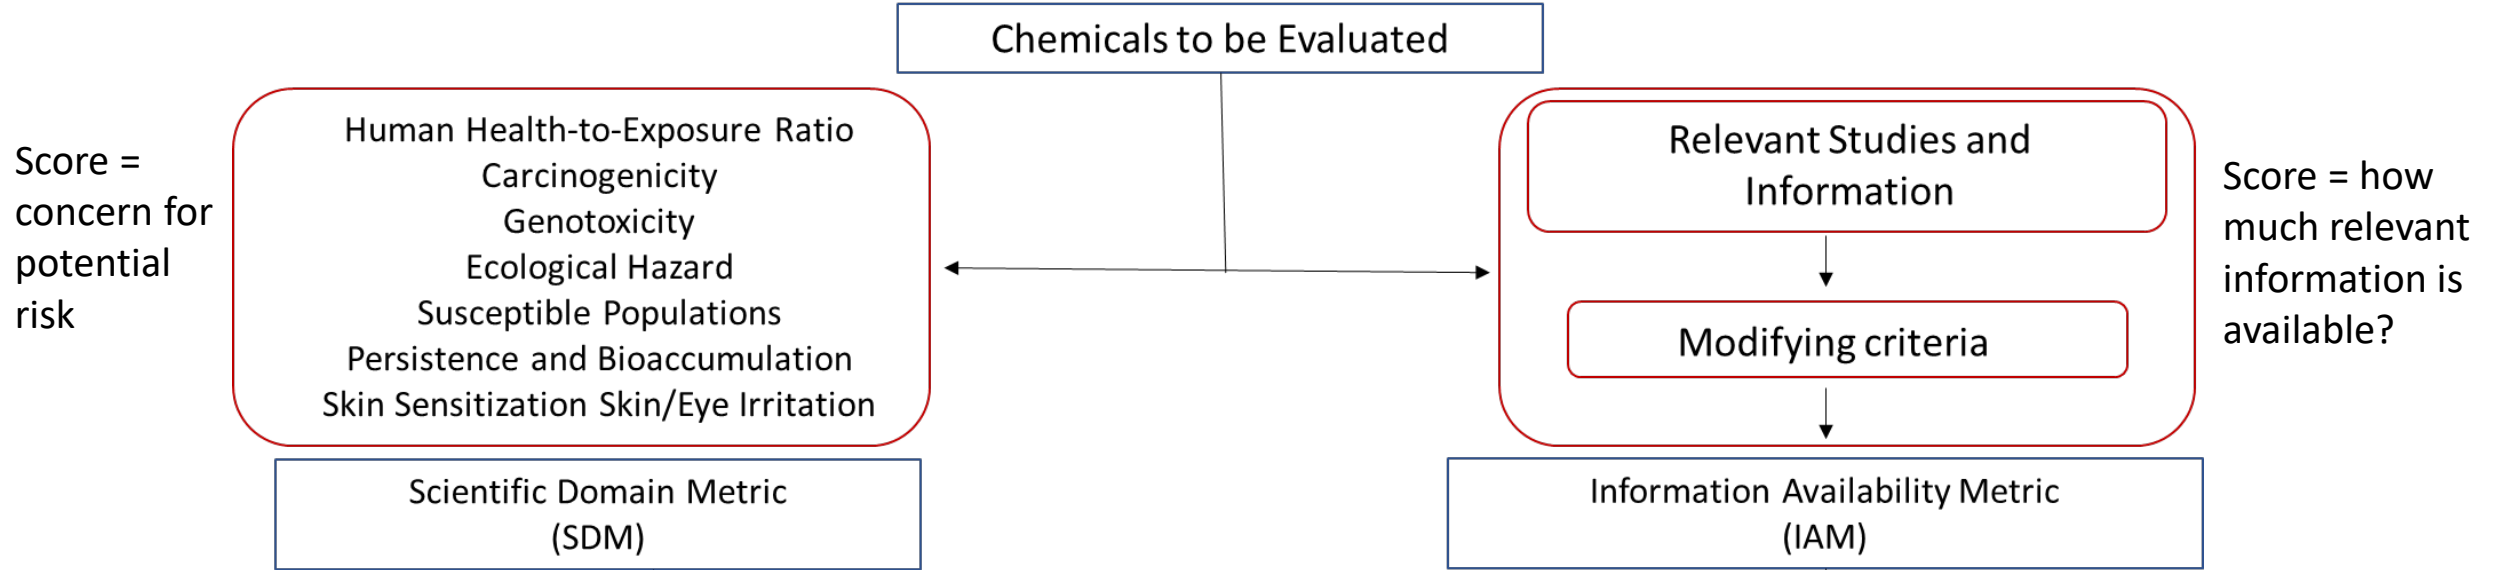 Chemicals to be Evaluated
Score =
concern for
potential
risk
Human Health-to-Exposure Ratio
Carcinogenicity
Genotoxicity
Ecological Hazard
Susceptible Populations
Persistence and Bioaccumulation
Skin Sensitization Skin/Eye Irritation
Scientific Domain Metric
(SDM)
Relevant Studies and
Information
Modifying criteria
Information Availability Metric
(IAM)
Score = how
much relevant
information is
available?